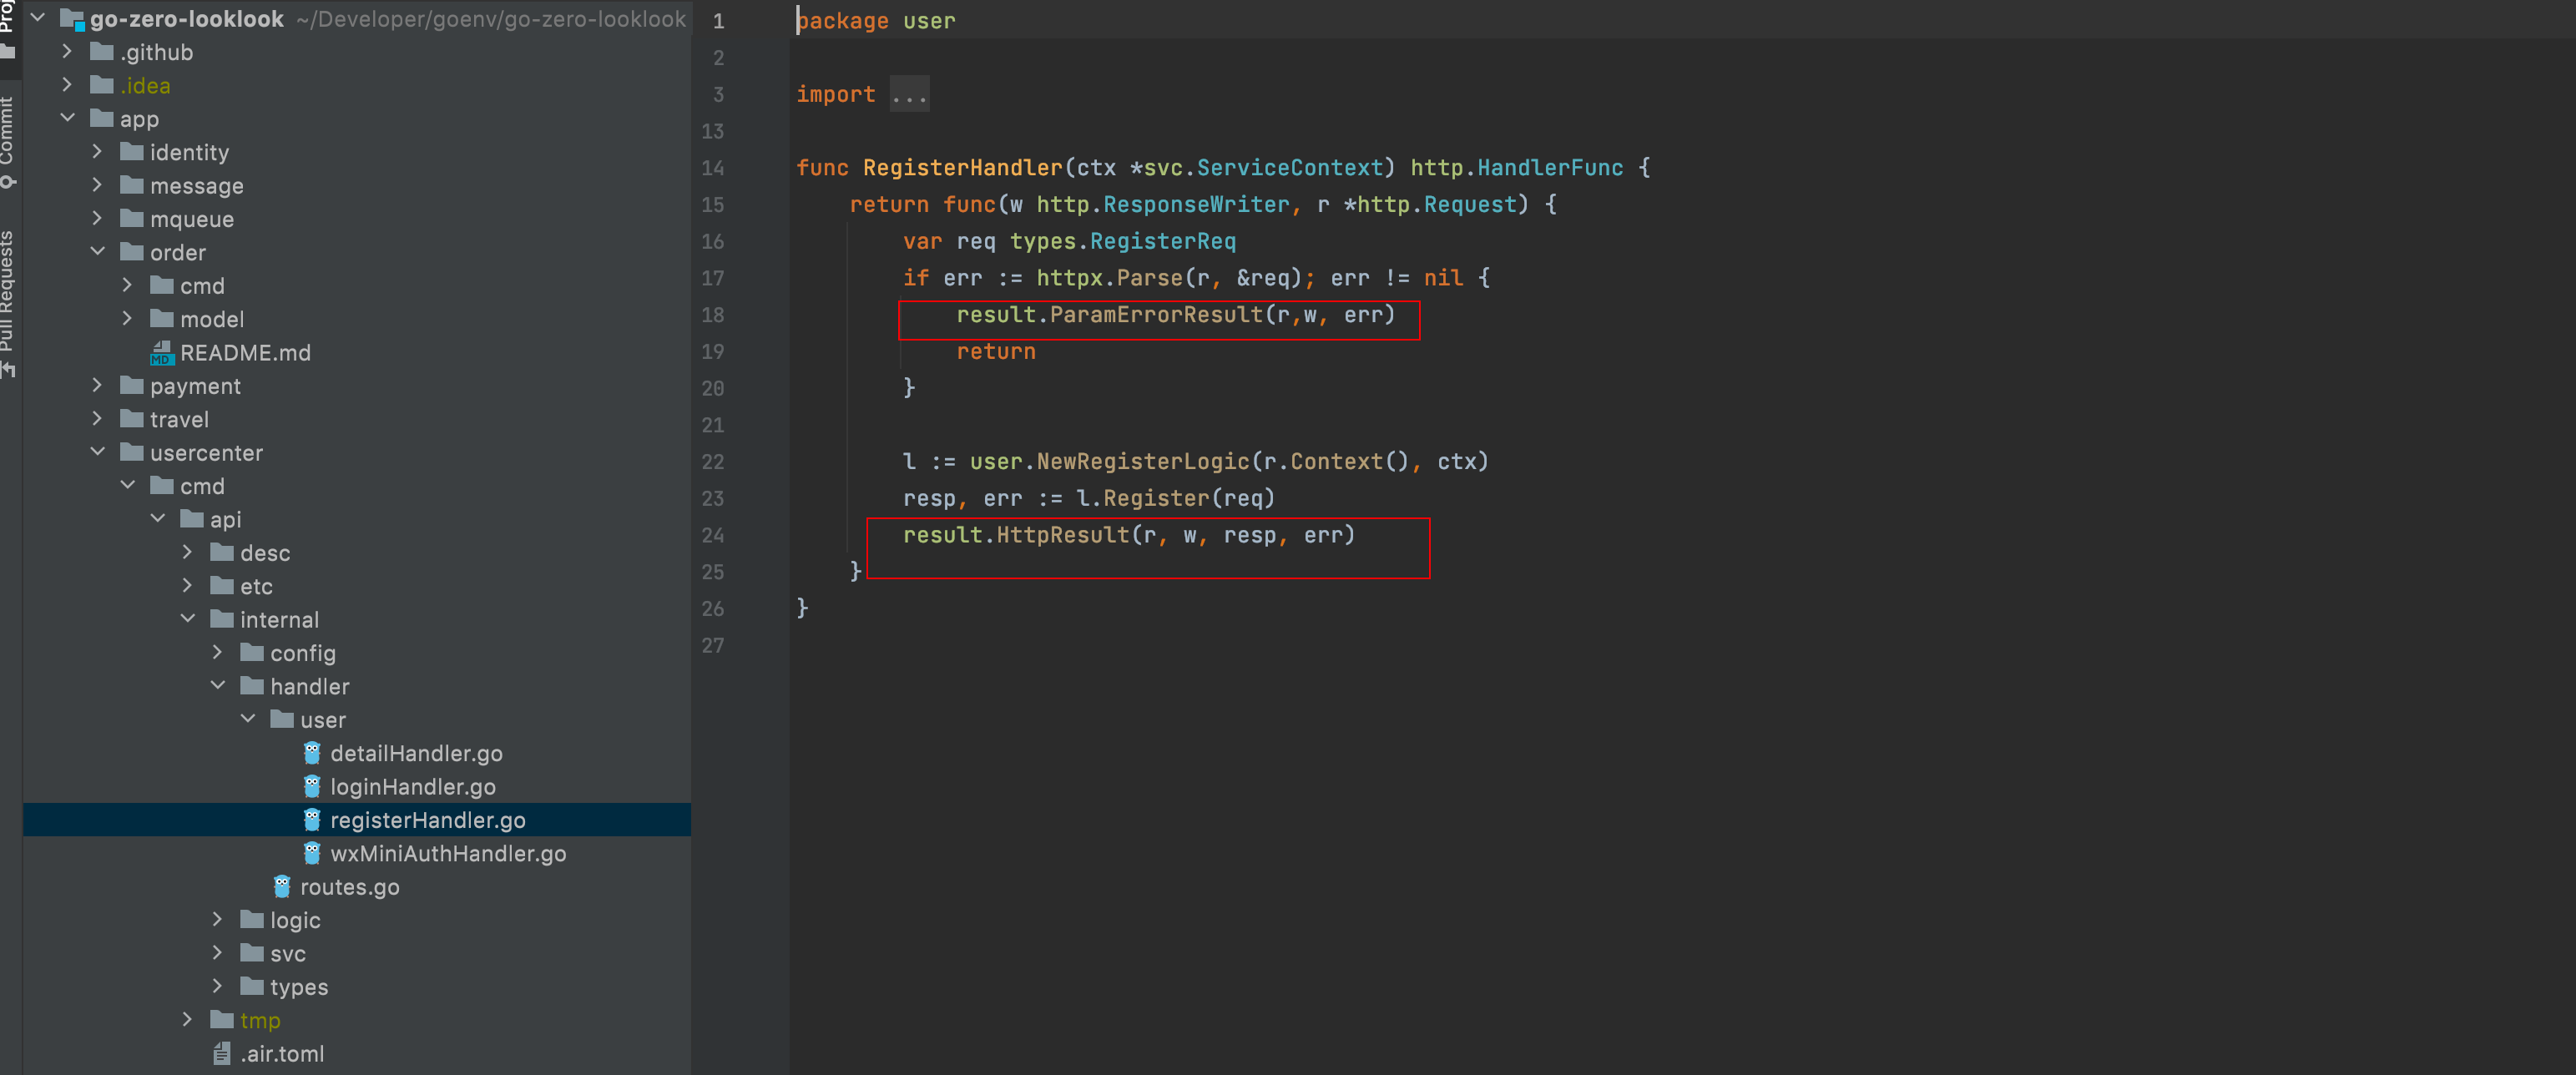 Commit
Pull Requests
go-zero-looklook ~/Developer/goenv/go-zero-looklook
.github
.idea
app
identity
message
mqueue
order
cmd
model
README.md
payment
travel
usercenter
cmd
api
desc
etc
internal
config
handler
user
detailHandler.go
loginHandler.go
registerHandler.go
wxMiniAuthHandler.go
routes.go
logic
svc
types
tmp
.air.toml
1 package user
2
3 import ...
13
14 func RegisterHandler(ctx *svc.ServiceContext) http.HandlerFunc {
15 return func(w http.ResponseWriter, r *http.Request) {
16 var req types.RegisterReq
17 if err := httpx.Parse(r, &req); err != nil {
18 result.ParamErrorResult(r,w, err)
19 return
20 }
21
22 l := user.NewRegisterLogic(r.Context(), ctx)
23 resp, err := l.Register(req)
24 result.HttpResult(r, w, resp, err)
25 }
26 }
27